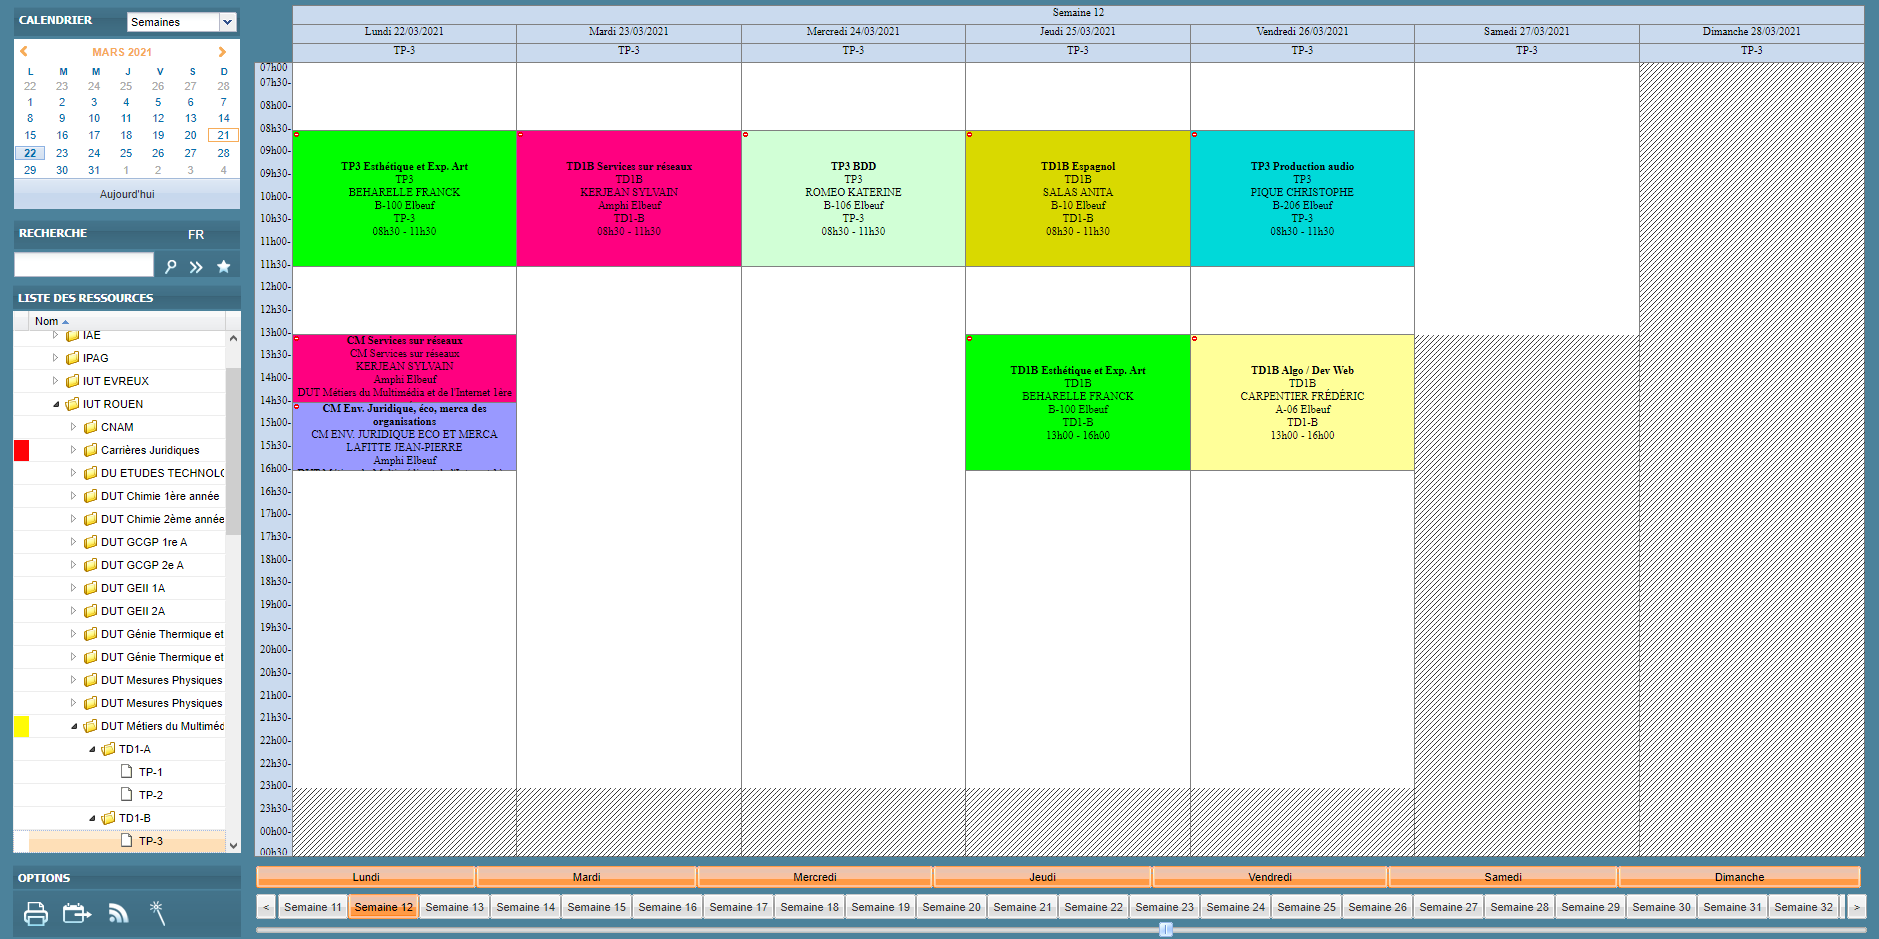 CALENDRIER
Semaines
MARS 2021
L M M J V S D
22 23 24 25 26 27 28
1 2 3 4 5 6 7
8 9 10 11 12 13 14
15 16 17 18 19 20 21
22 23 24 25 26 27 28
29 30 31 1 2 3 4
Aujourd'hui
RECHERCHE FR
LISTE DES RESSOURCES
Nom
IAE
IPAG
IUT EVREUX
IUT ROUEN
CNAM
Carrières Juridiques
DU ETUDES TECHNOLO
DUT Chimie 1ère année
DUT Chimie 2ème année
DUT GCGP 1re A
DUT GCGP 2e A
DUT GEII 1A
DUT GEII 2A
DUT Génie Thermique et
DUT Génie Thermique et
DUT Mesures Physiques
DUT Mesures Physiques
DUT Métiers du Multiméd
TD1-A
TP-1
TP-2
TD1-B
TP-3
OPTIONS
Semaine 12
Lundi 22/03/2021 Mardi 23/03/2021 Mercredi 24/03/2021 Jeudi 25/03/2021 Vendredi 26/03/2021 Samedi 27/03/2021 Dimanche 28/03/2021
TP-3 TP-3 TP-3 TP-3 TP-3 TP-3 TP-3
07h00
07h30-
08h00-
08h30-
09h00-
09h30-
10h00-
10h30-
11h00-
11h30-
12h00-
12h30-
13h00-
13h30-
14h00-
14h30-
15h00-
15h30-
16h00-
16h30-
17h00-
17h30-
18h00-
18h30-
19h00-
19h30-
20h00-
20h30-
21h00-
21h30-
22h00-
22h30-
23h00-
23h30-
00h00-
00h30
TP3 Esthétique et Exp. Art
TP3
BEHARELLE FRANCK
B-100 Elbeuf
TP-3
08h30 - 11h30
CM Services sur réseaux
CM Services sur réseaux
KERJEAN SYLVAIN
Amphi Elbeuf
DUT Métiers du Multimédia et de l'Internet 1ère
CM Env. Juridique, éco, merca des
organisations
CM ENV. JURIDIQUE ECO ET MERCA
LAFITTE JEAN-PIERRE
Amphi Elbeuf
TD1B Services sur réseaux
TD1B
KERJEAN SYLVAIN
Amphi Elbeuf
TD1-B
08h30 - 11h30
TP3 BDD
TP3
ROMEO KATERINE
B-106 Elbeuf
TP-3
08h30 - 11h30
TD1B Espagnol
TD1B
SALAS ANITA
B-10 Elbeuf
TD1-B
08h30 - 11h30
TD1B Esthétique et Exp. Art
TD1B
BEHARELLE FRANCK
B-100 Elbeuf
TD1-B
13h00 - 16h00
TP3 Production audio
TP3
PIQUE CHRISTOPHE
B-206 Elbeuf
TP-3
08h30 - 11h30
TD1B Algo / Dev Web
TD1B
CARPENTIER FRÉDÉRIC
A-06 Elbeuf
TD1-B
13h00 - 16h00
Lundi Mardi Mercredi Jeudi Vendredi Samedi Dimanche
< Semaine 11 Semaine 12 Semaine 13 Semaine 14 Semaine 15 Semaine 16 Semaine 17 Semaine 18 Semaine 19 Semaine 20 Semaine 21 Semaine 22 Semaine 23 Semaine 24 Semaine 25 Semaine 26 Semaine 27 Semaine 28 Semaine 29 Semaine 30 Semaine 31 Semaine 32 >